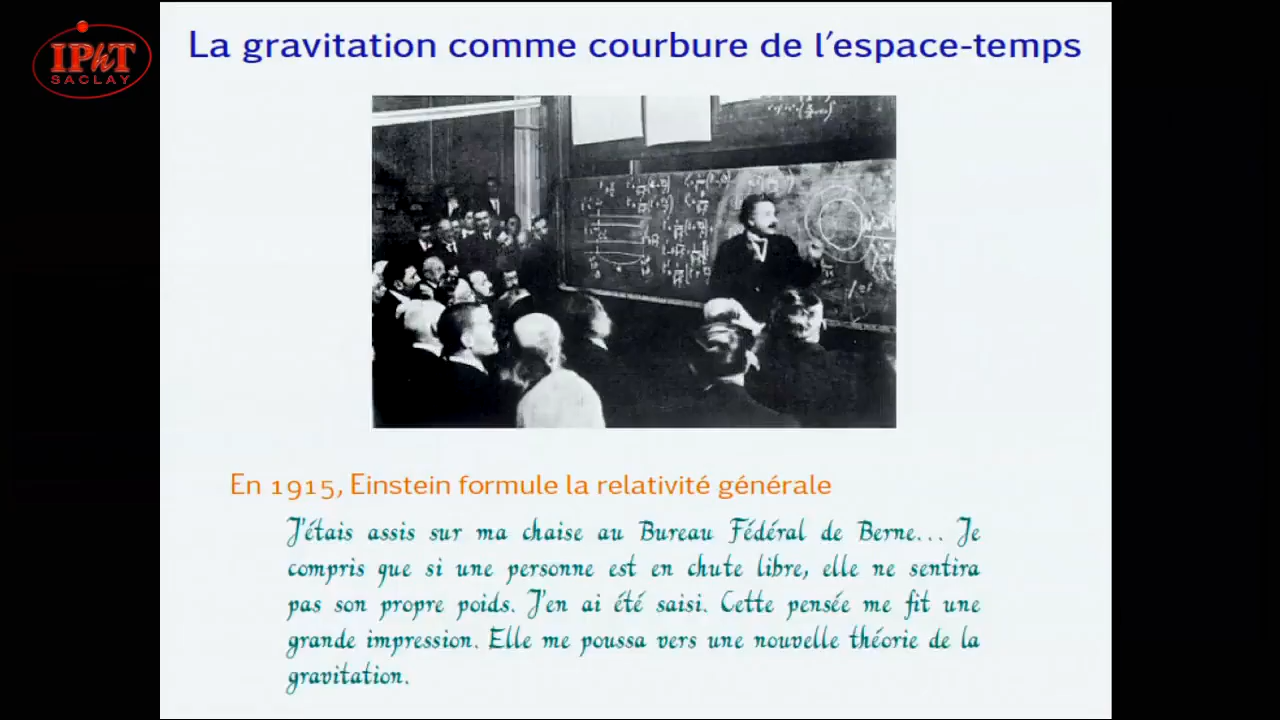 IPhT
SACLAY
La gravitation comme courbure de l'espace-temps
En 1915, Einstein formule la relativité générale
J'étais assis sur ma chaise au Bureau Fédéral de Berne... Je
compris que si une personne est en chute libre, elle ne sentira
pas son propre poids. J'en ai été saisi. Cette pensée me fit une
grande impression. Elle me poussa vers une nouvelle théorie de la
gravitation.